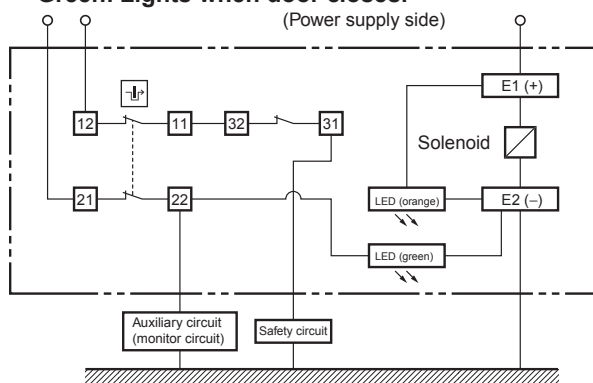 Green: Lights when door closes.
(Power supply side)
E1 (+)
12
11
32
31
Solenoid
21
22
LED (orange)
E2 (−)
LED (green)
Auxiliary circuit
(monitor circuit)
Safety circuit